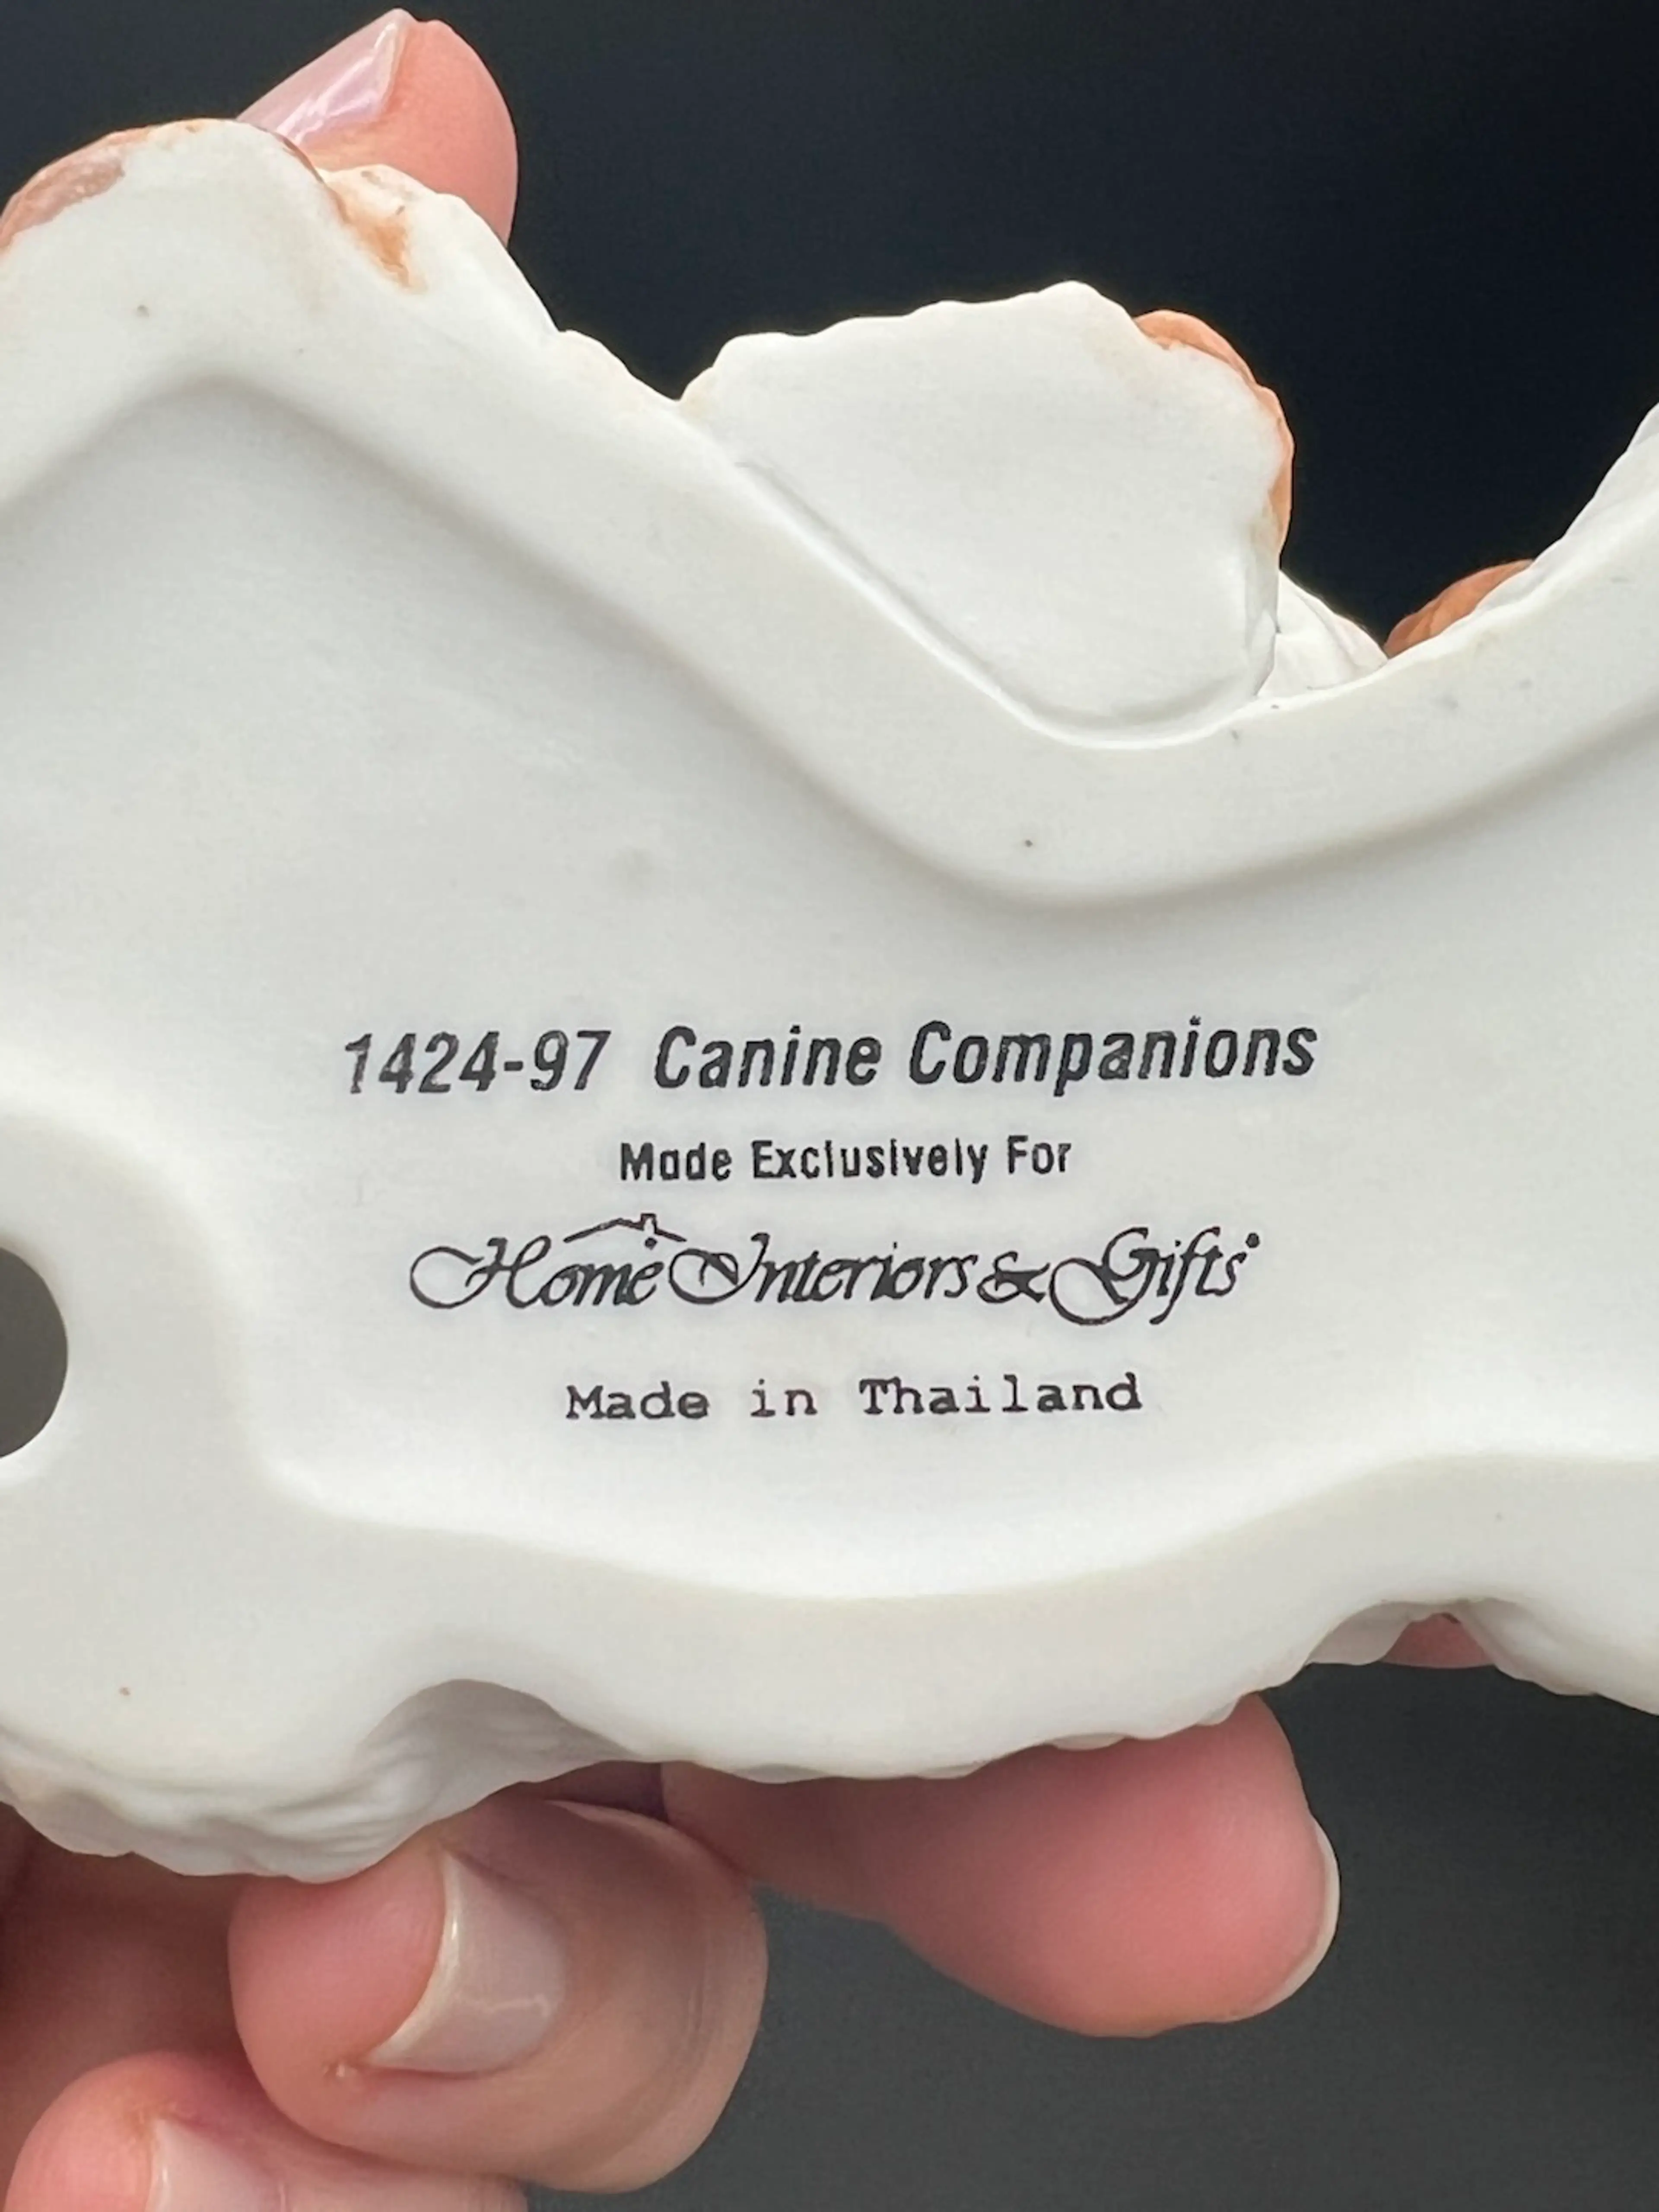 1424-97 Canine Companions
Made Exclusively For
Home Interiors & Gifts
Made in Thailand